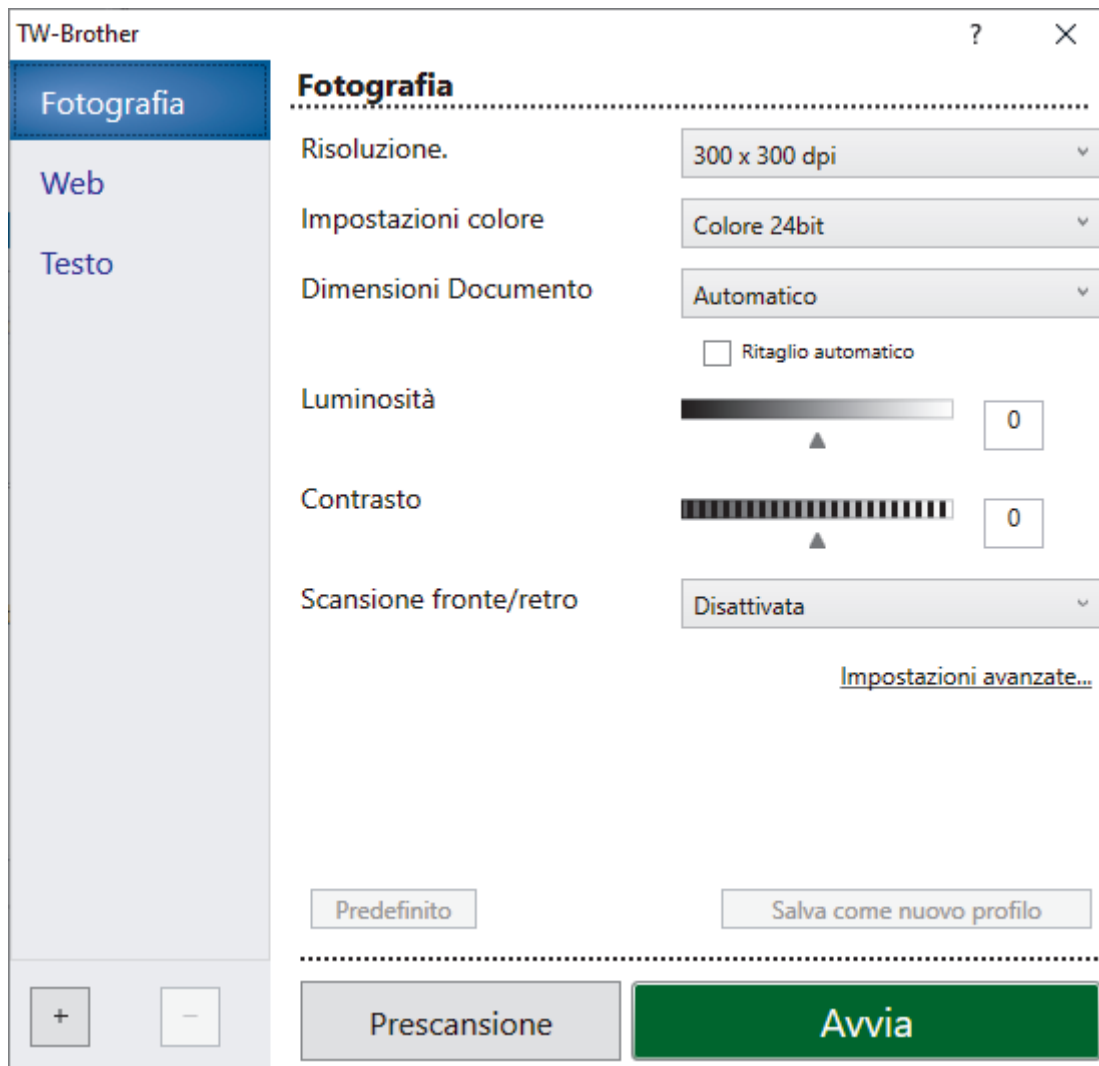 TW-Brother
?
Fotografia
Web
Testo
Fotografia
Risoluzione.
300 x 300 dpi
Impostazioni colore
Colore 24bit
Dimensioni Documento
Automatico
Ritaglio automatico
Luminosità
0
Contrasto
0
Scansione fronte/retro
Disattivata
Impostazioni avanzate...
Predefinito
Salva come nuovo profilo
+
−
Prescansione
Avvia